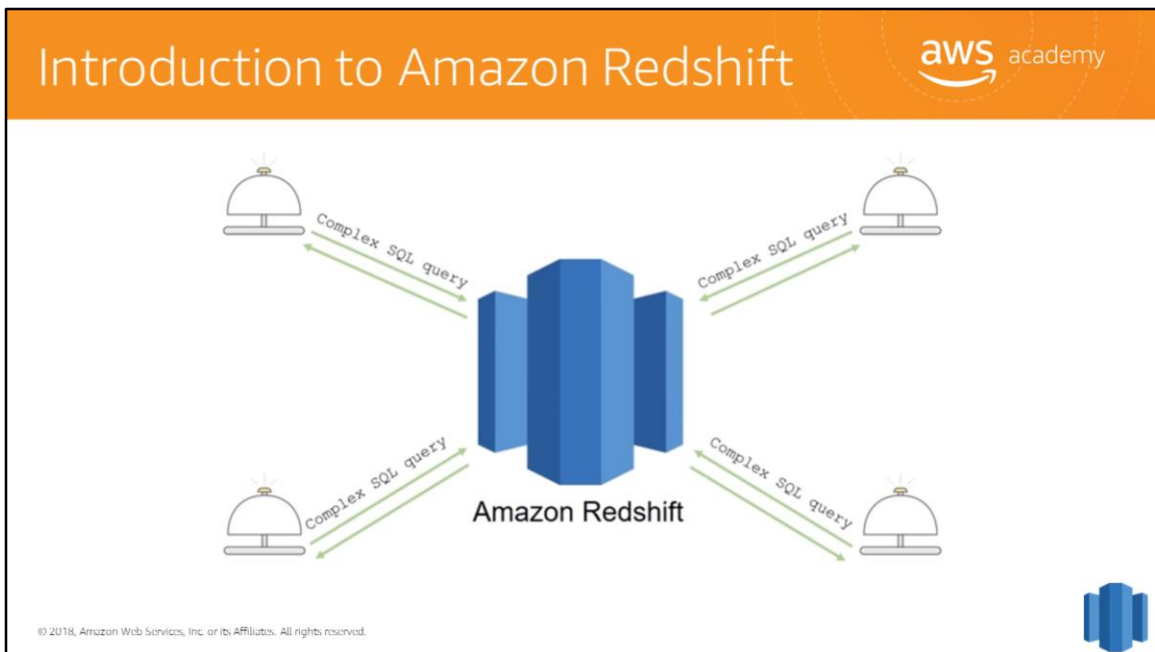 Introduction to Amazon Redshift
aws academy
Complex SQL query
Complex SQL query
Complex SQL query
Complex SQL query
Amazon Redshift
© 2018, Amazon Web Services, Inc. or its Affiliates. All rights reserved.